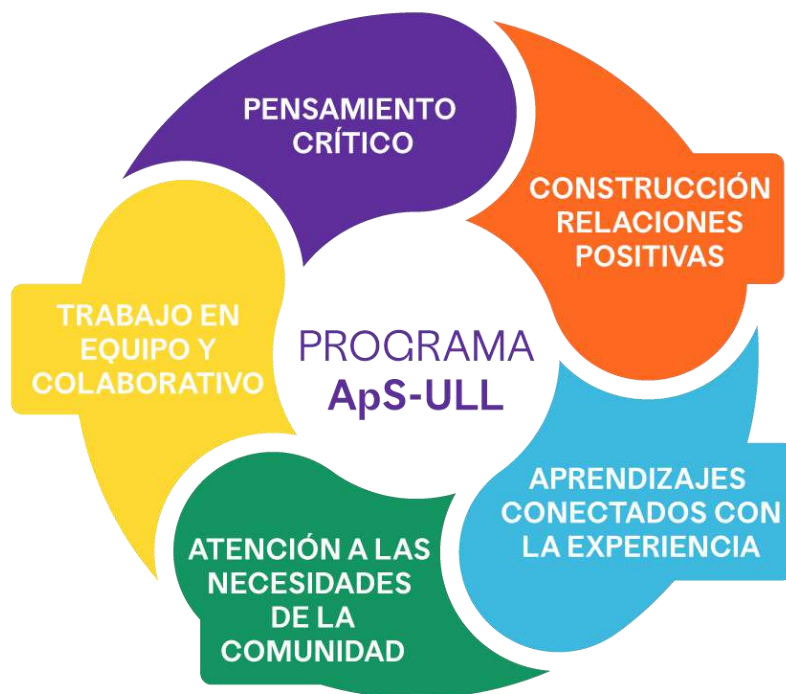 PENSAMIENTO
CRÍTICO
CONSTRUCCIÓN
RELACIONES
POSITIVAS
APRENDIZAJES
CONECTADOS CON
LA EXPERIENCIA
ATENCIÓN A LAS
NECESIDADES
DE LA
COMUNIDAD
TRABAJO EN
EQUIPO Y
COLABORATIVO
PROGRAMA
ApS-ULL